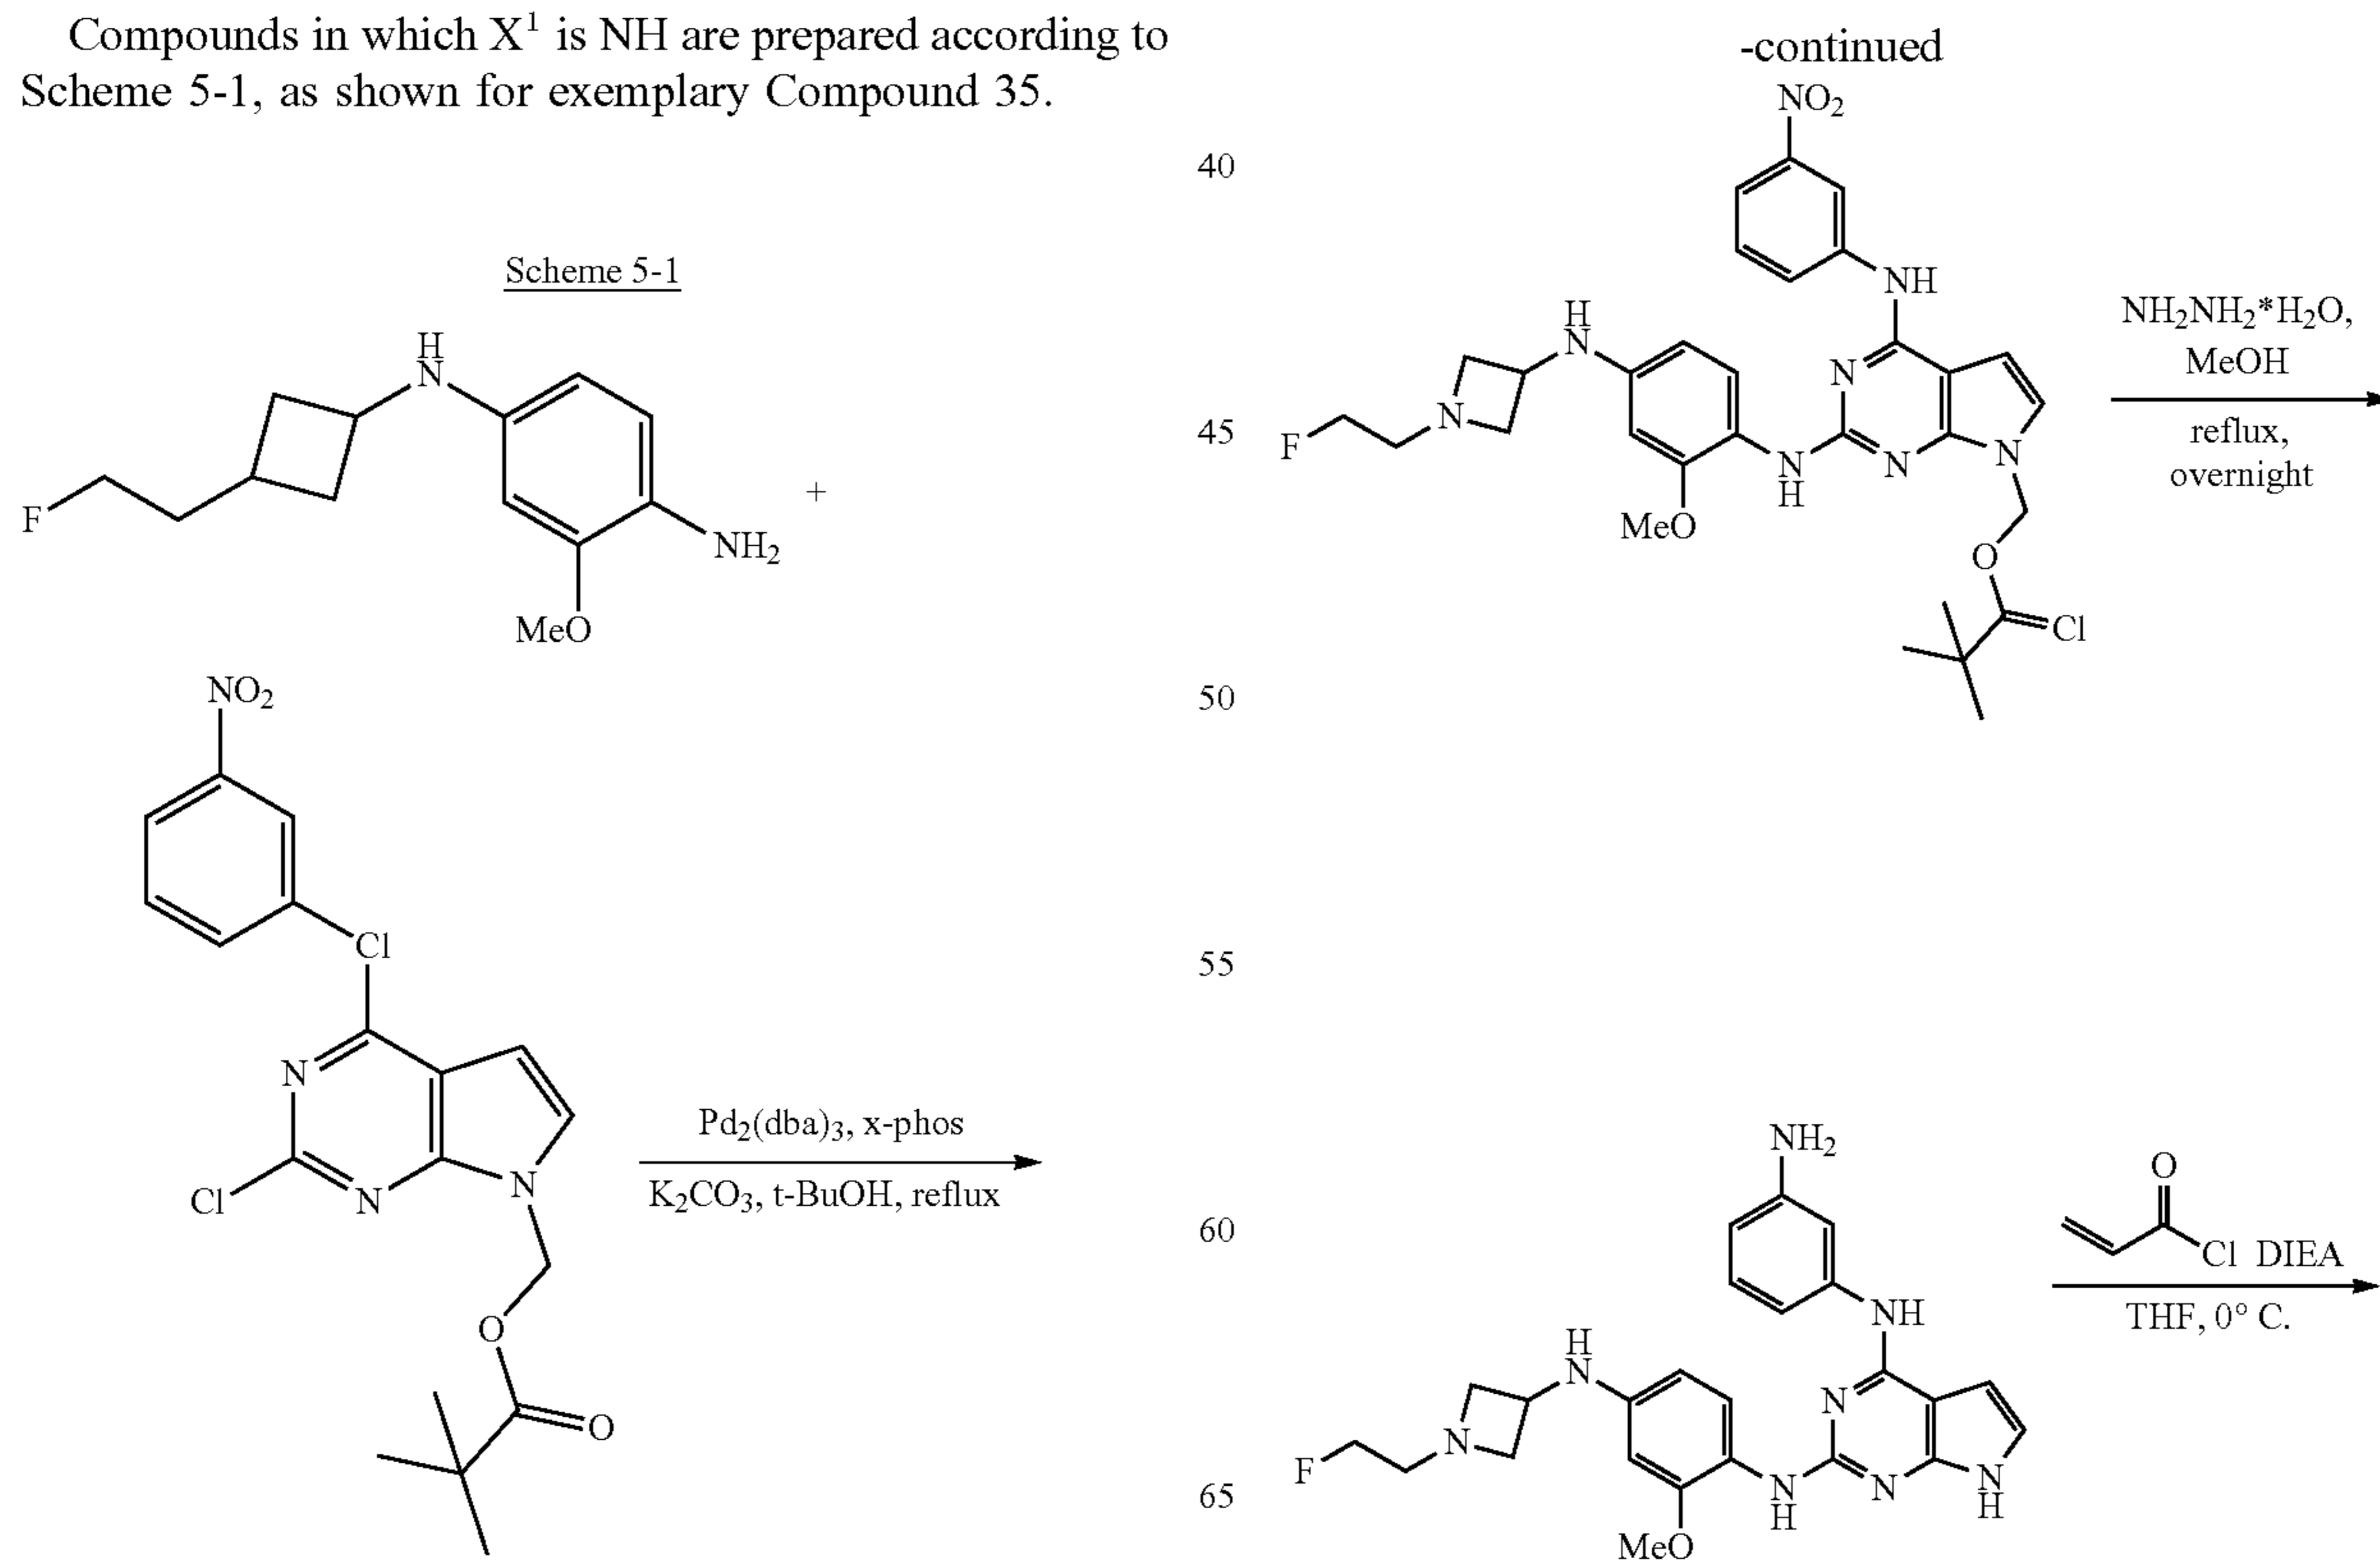 Compounds in which X¹ is NH are prepared according to
Scheme 5-1, as shown for exemplary Compound 35.
Scheme 5-1
H
N
F
NH₂
MeO
+
NO₂
Cl
N
Cl
N
N
O
O
Pd₂(dba)₃, x-phos
K₂CO₃, t-BuOH, reflux
40
45
50
55
60
65
-continued
NO₂
NH
H
N
N
N
F
N
H
N
N
MeO
O
Cl
NH₂NH₂*H₂O,
MeOH
reflux,
overnight
NH₂
NH
H
N
N
N
F
N
H
N
N
H
MeO
O
Cl DIEA
THF, 0° C.